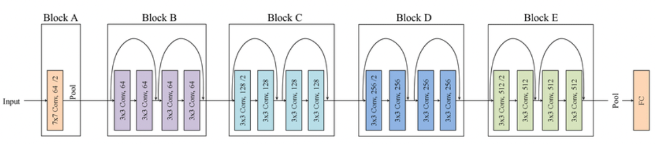 Block A
Block B
Block C
Block D
Block E
Input
7x7 Conv, 64 /2
Pool
3x3 Conv, 64
3x3 Conv, 64
3x3 Conv, 64
3x3 Conv, 64
3x3 Conv, 128 /2
3x3 Conv, 128
3x3 Conv, 128
3x3 Conv, 128
3x3 Conv, 256 /2
3x3 Conv, 256
3x3 Conv, 256
3x3 Conv, 256
3x3 Conv, 512 /2
3x3 Conv, 512
3x3 Conv, 512
3x3 Conv, 512
Pool
FC